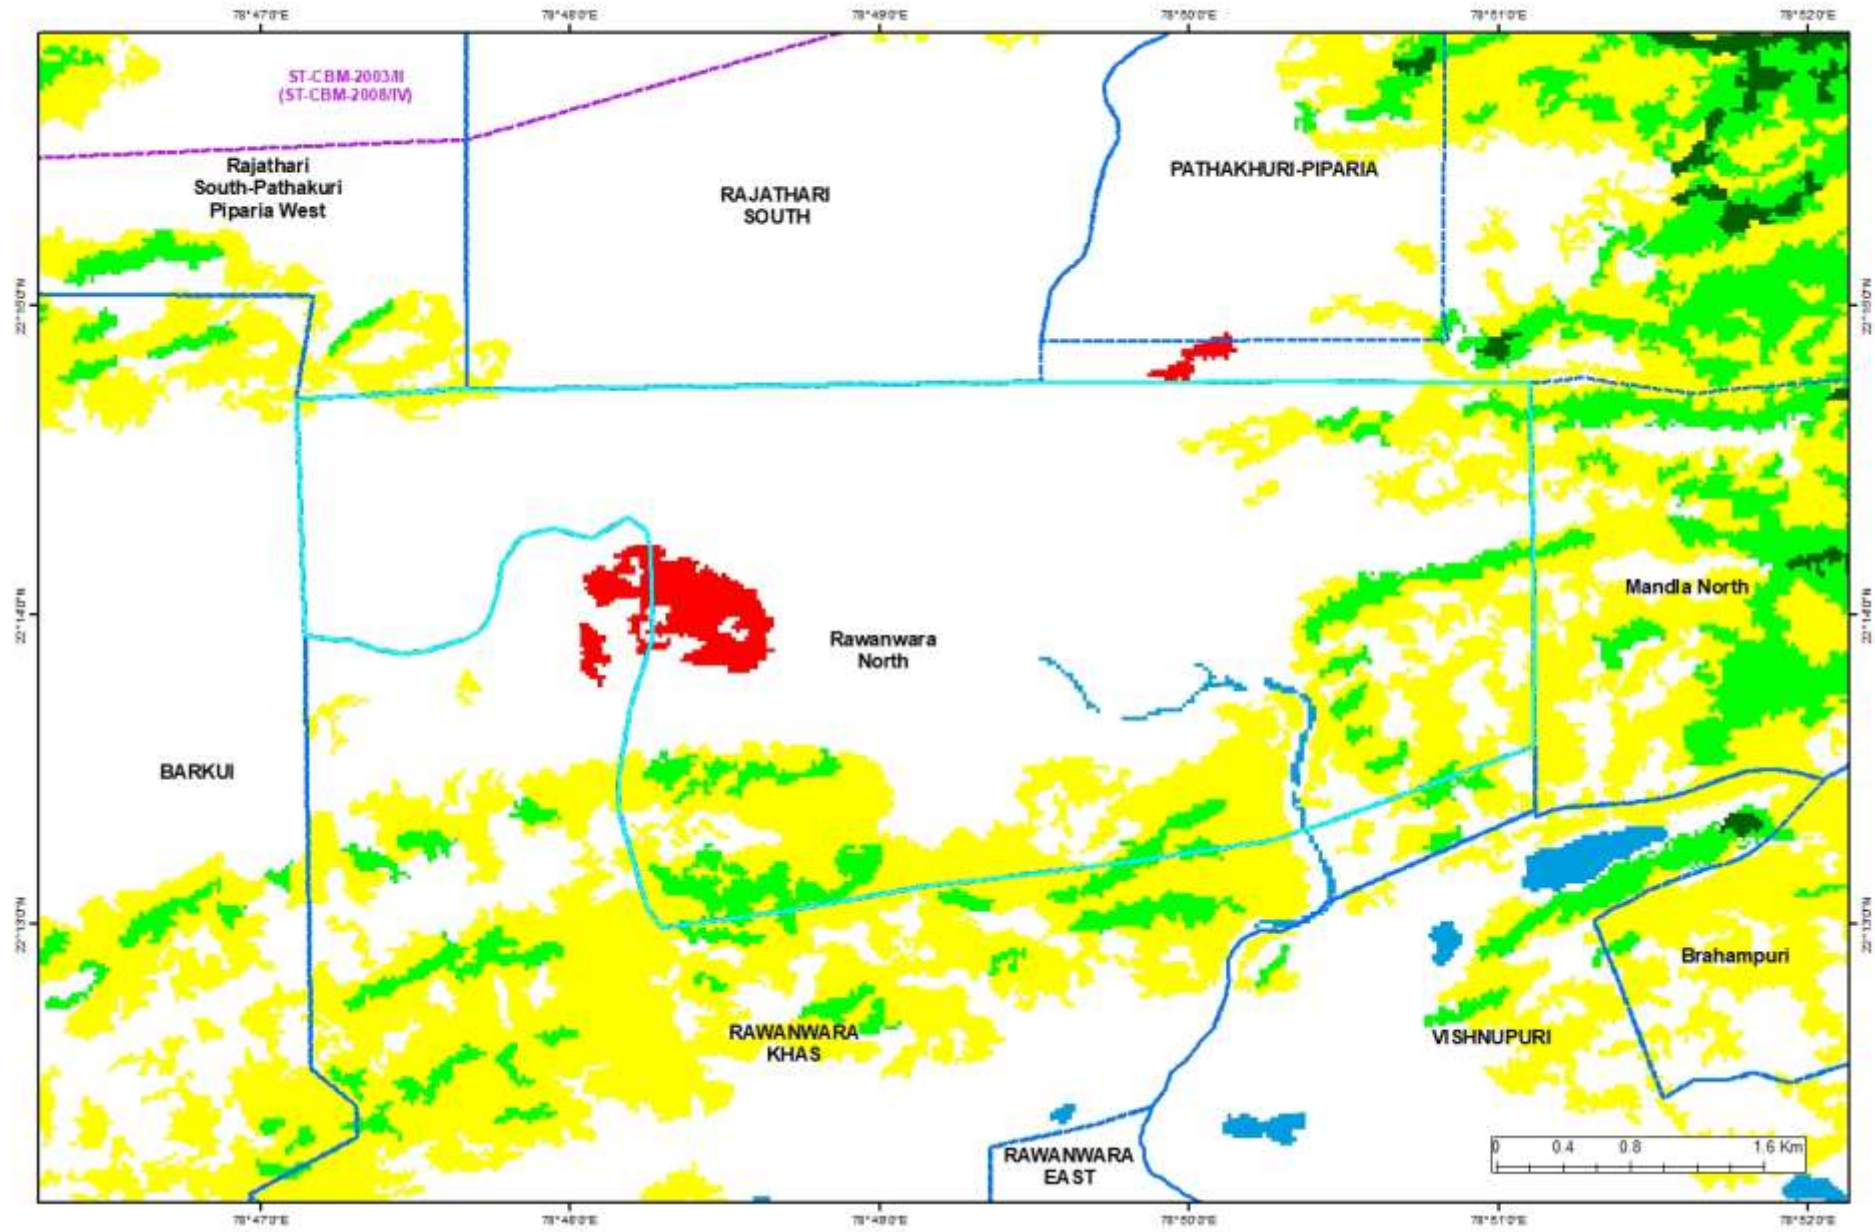 78°47'0"E 78°48'0"E 78°49'0"E 78°50'0"E 78°51'0"E 78°52'0"E
ST-CBM-2003/II
(ST-CBM-2008/IV)
Rajathari
South-Pathakuri
Piparia West
RAJATHARI
SOUTH
PATHAKHURI-PIPARIA
22°15'0"N 22°15'0"N
22°14'0"N 22°14'0"N
Mandla North
Rawanwara
North
BARKUI
22°13'0"N 22°13'0"N
Brahampuri
RAWANWARA
KHAS
VISHNUPURI
RAWANWARA
EAST
0 0.4 0.8 1.6 Km
78°47'0"E 78°48'0"E 78°49'0"E 78°50'0"E 78°51'0"E 78°52'0"E